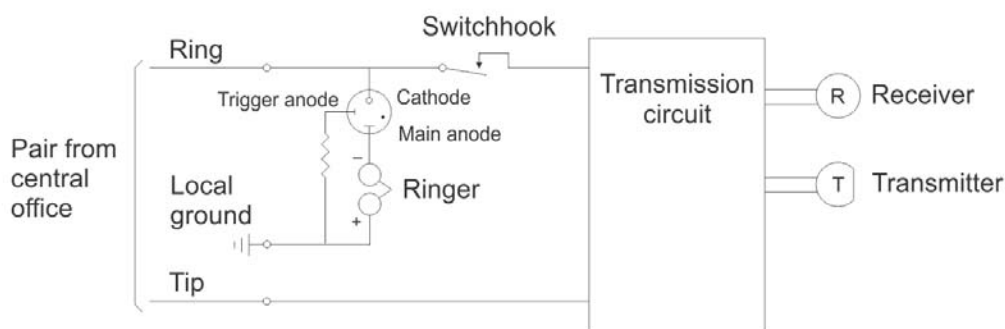 Switchhook
Ring
Trigger anode
Cathode
Main anode
Transmission
circuit
R
Receiver
Pair from
central
office
Local
ground
−
Ringer
+
T
Transmitter
Tip